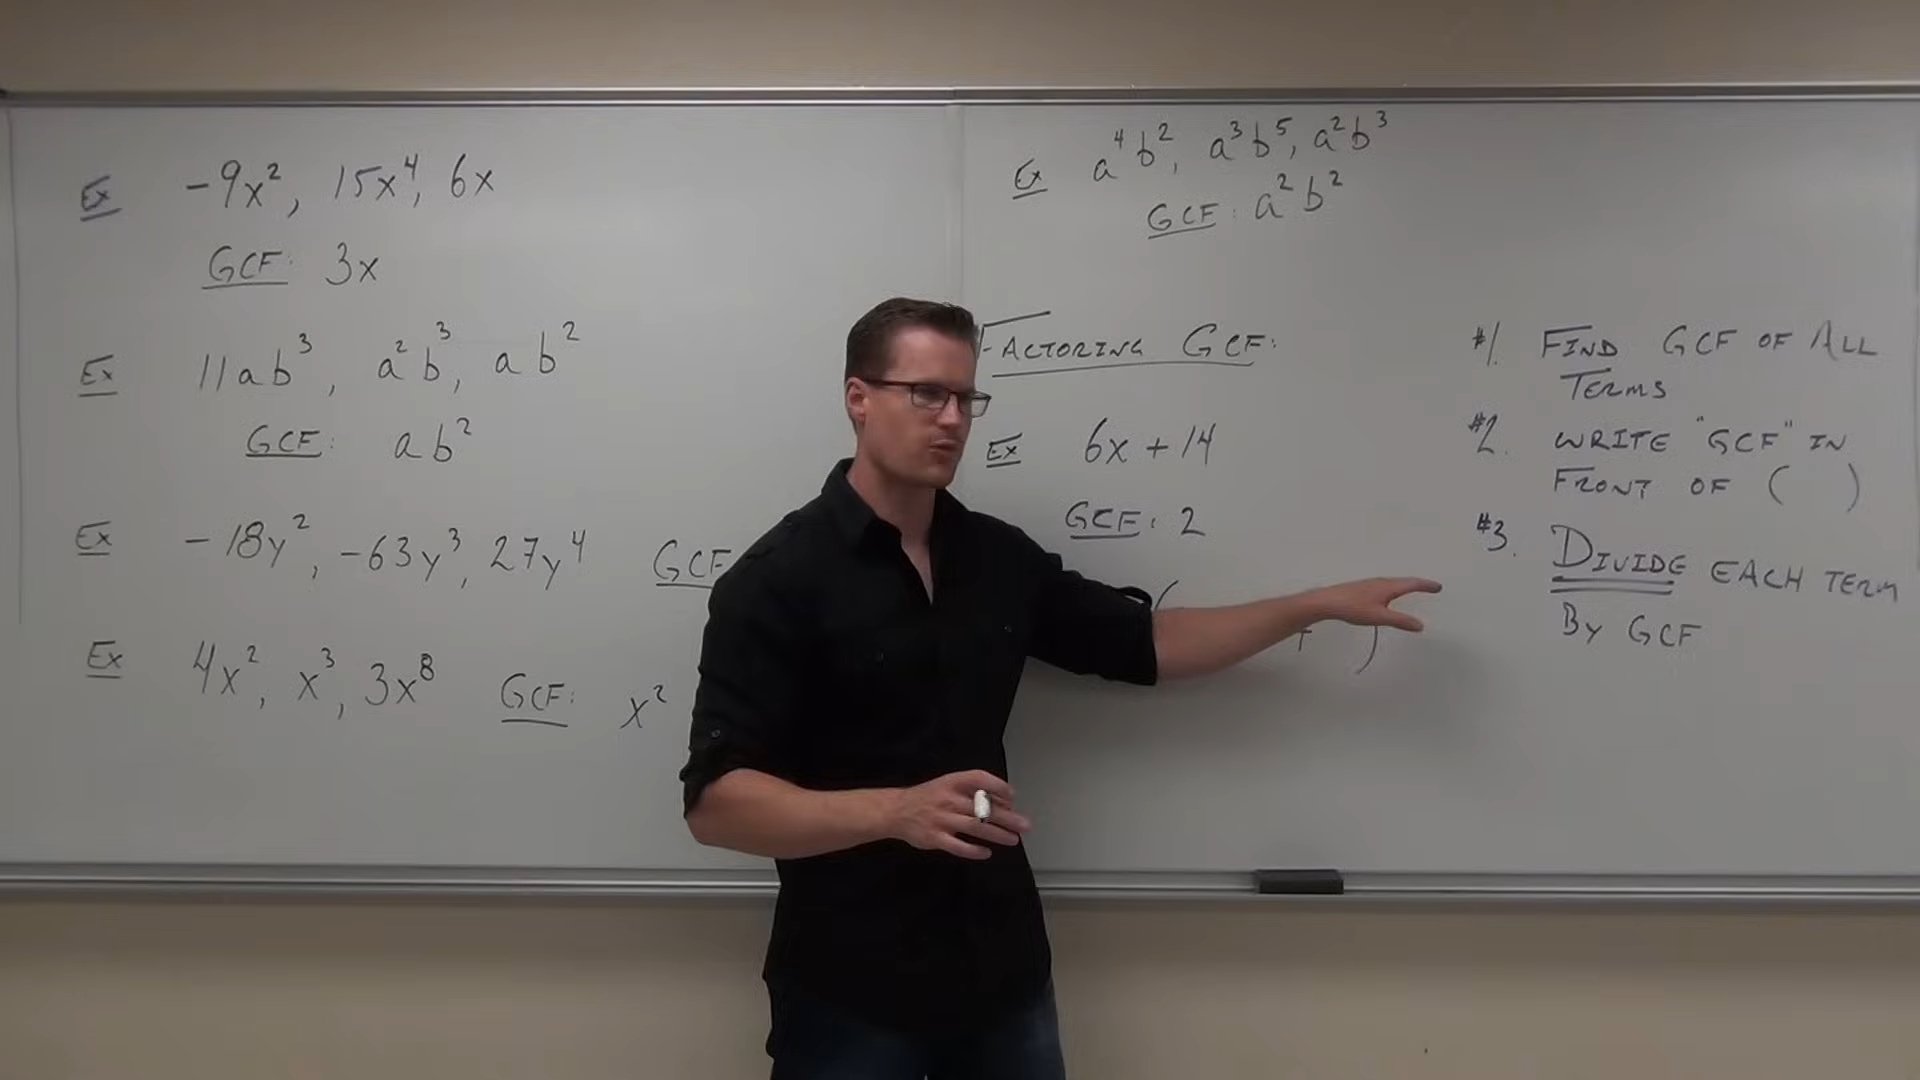 Ex -9x², 15x⁴, 6x
GCF: 3x
Ex 11ab³, a²b³, ab²
GCF: ab²
Ex -18y², -63y³, 27y⁴ GCF
Ex 4x², x³, 3x⁸ GCF: x²
Ex a⁴b², a³b⁵, a²b³
GCF: a²b²
FACTORING GCF:
Ex 6x + 14
GCF: 2
( + )
#1. FIND GCF OF ALL
TERMS
#2. WRITE "GCF" IN
FRONT OF ( )
#3. DIVIDE EACH TERM
BY GCF